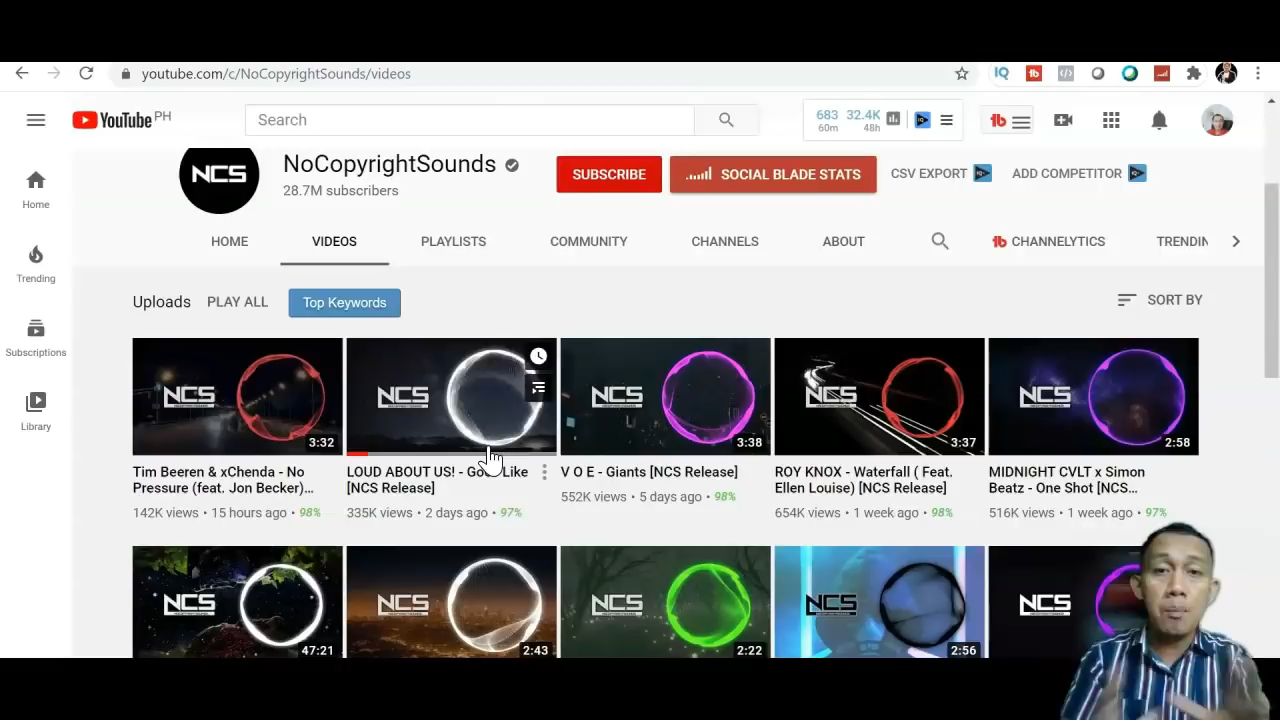 youtube.com/c/NoCopyrightSounds/videos
YouTube PH
Search
683 32.4K
60m 48h
NCS
NoCopyrightSounds
28.7M subscribers
SUBSCRIBE
SOCIAL BLADE STATS
CSV EXPORT
ADD COMPETITOR
Home
Trending
Subscriptions
Library
HOME VIDEOS PLAYLISTS COMMUNITY CHANNELS ABOUT CHANNELYTICS TRENDIN
Uploads PLAY ALL Top Keywords SORT BY
NCS 3:32
Tim Beeren & xChenda - No
Pressure (feat. Jon Becker)...
142K views • 15 hours ago • 98%
NCS
LOUD ABOUT US! - Go Like
[NCS Release]
335K views • 2 days ago • 97%
NCS 3:38
V O E - Giants [NCS Release]
552K views • 5 days ago • 98%
NCS 3:37
ROY KNOX - Waterfall ( Feat.
Ellen Louise) [NCS Release]
654K views • 1 week ago • 98%
NCS 2:58
MIDNIGHT CVLT x Simon
Beatz - One Shot [NCS...
516K views • 1 week ago • 97%
NCS 47:21
NCS 2:43
NCS 2:22
NCS 2:56
NCS